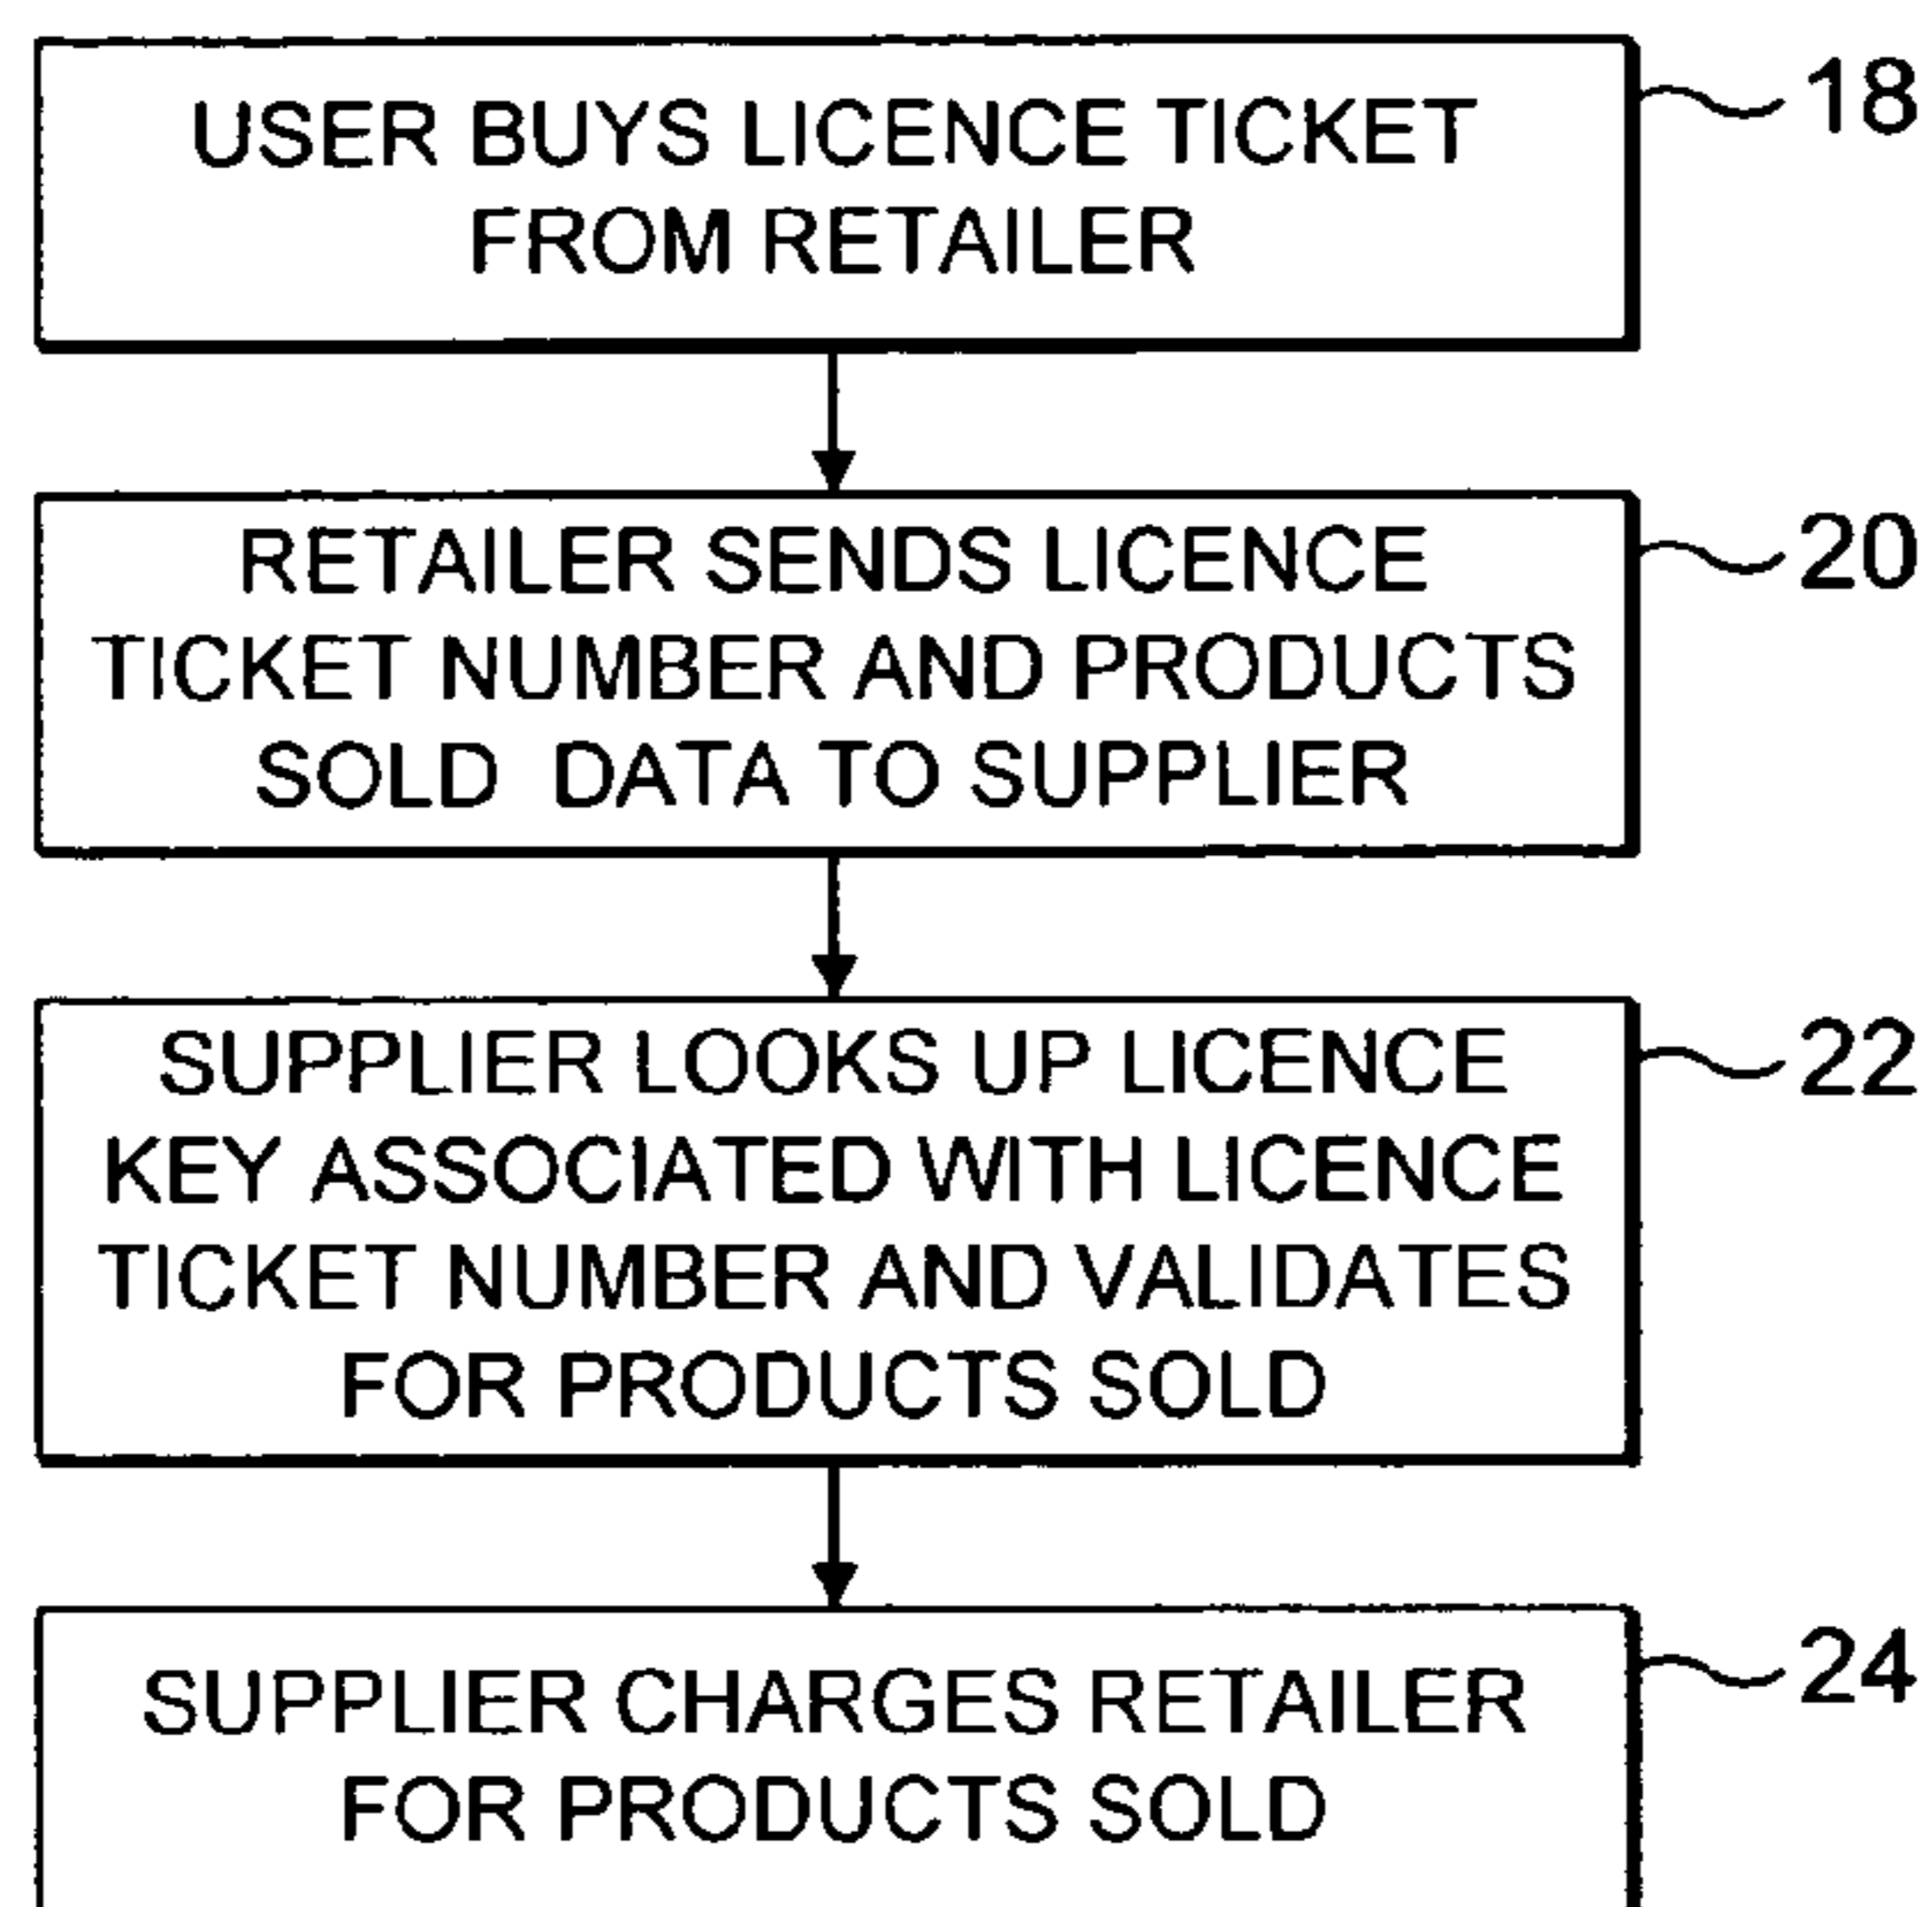 USER BUYS LICENCE TICKET
FROM RETAILER
18
RETAILER SENDS LICENCE
TICKET NUMBER AND PRODUCTS
SOLD DATA TO SUPPLIER
20
SUPPLIER LOOKS UP LICENCE
KEY ASSOCIATED WITH LICENCE
TICKET NUMBER AND VALIDATES
FOR PRODUCTS SOLD
22
SUPPLIER CHARGES RETAILER
FOR PRODUCTS SOLD
24